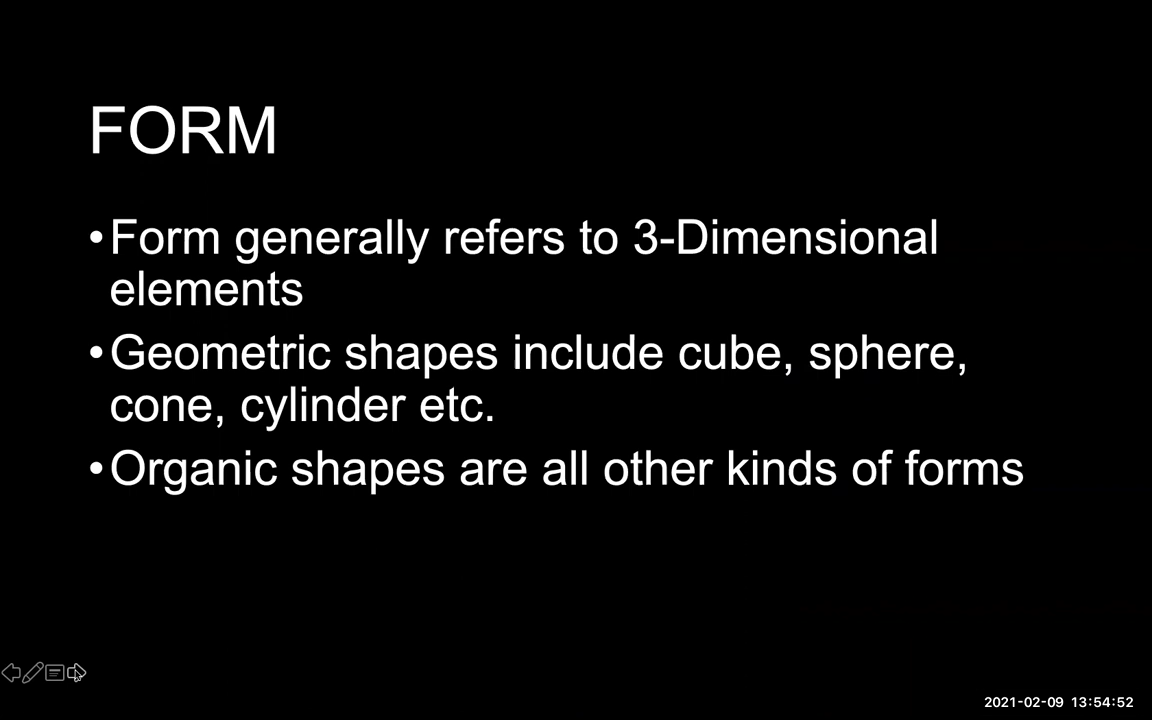 FORM
•Form generally refers to 3-Dimensional
elements
•Geometric shapes include cube, sphere,
cone, cylinder etc.
•Organic shapes are all other kinds of forms
2021-02-09 13:54:52